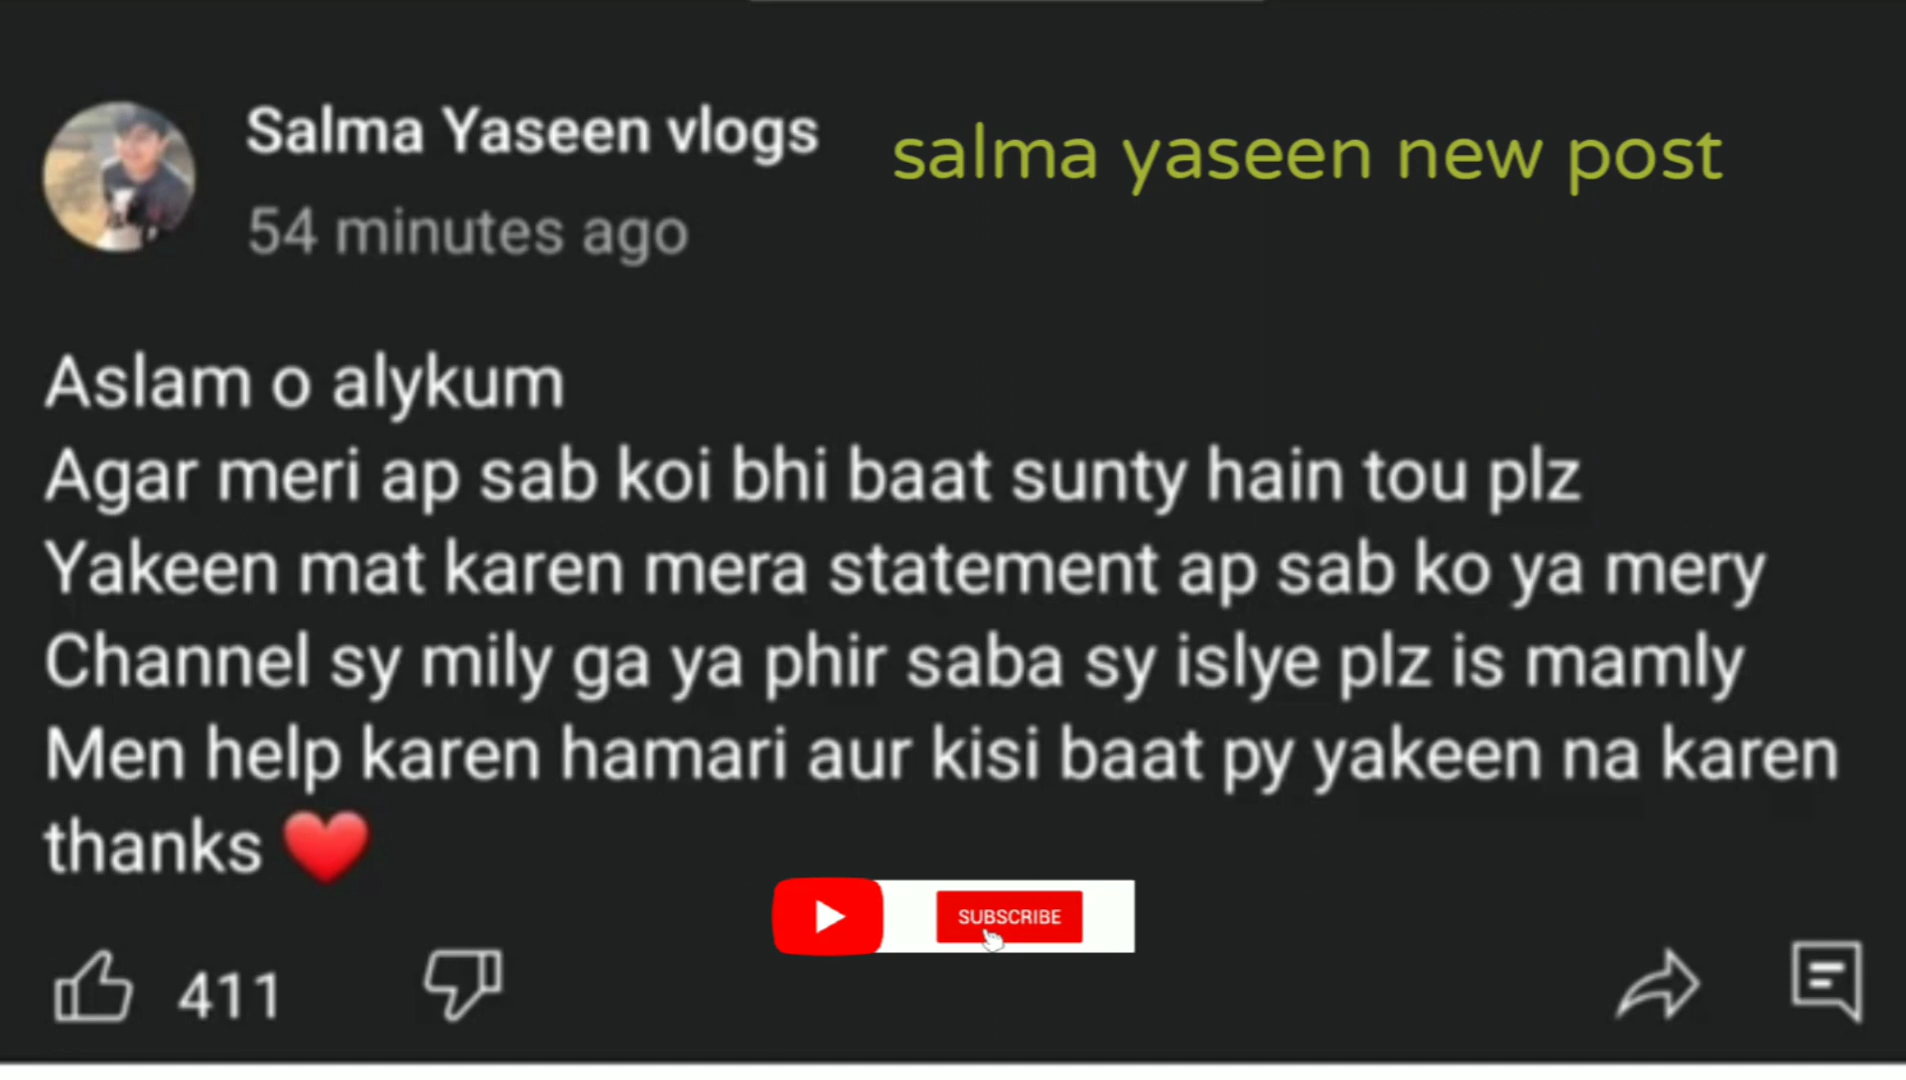 Salma Yaseen vlogs
salma yaseen new post
54 minutes ago
Aslam o alykum
Agar meri ap sab koi bhi baat sunty hain tou plz
Yakeen mat karen mera statement ap sab ko ya mery
Channel sy mily ga ya phir saba sy islye plz is mamly
Men help karen hamari aur kisi baat py yakeen na karen
thanks ❤️
SUBSCRIBE
411